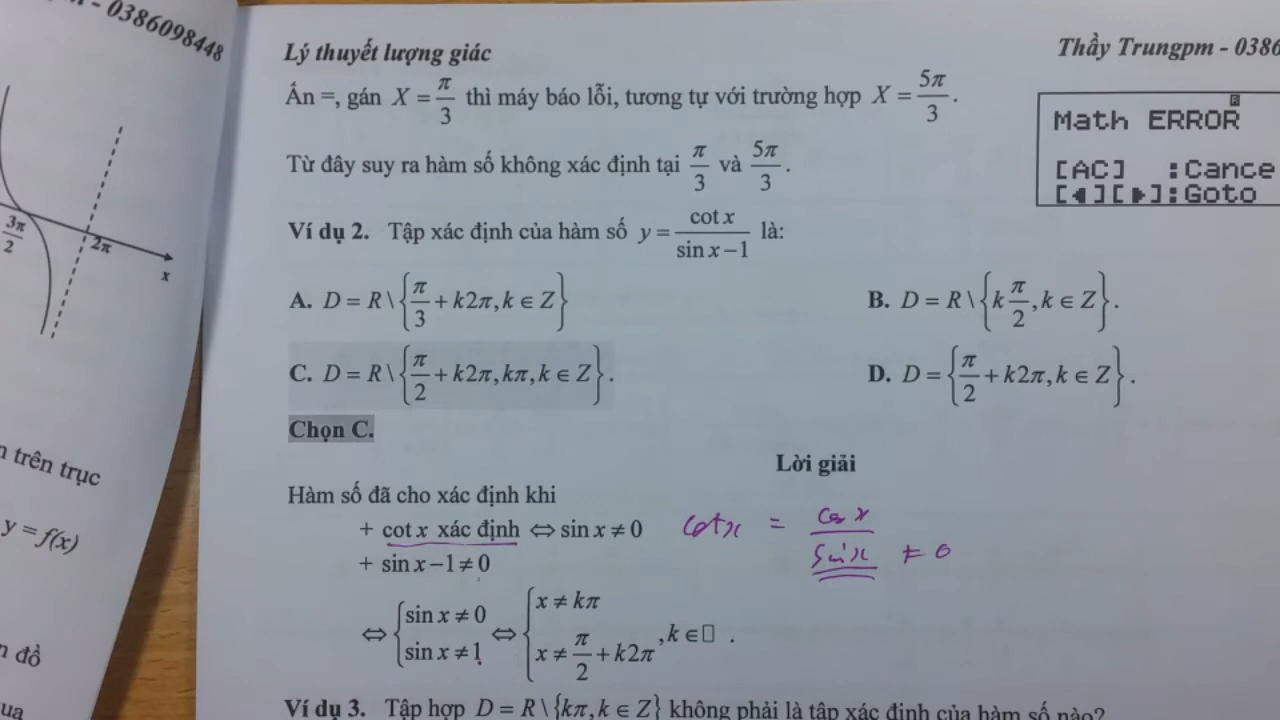 - 0386098448
3π/2
2π
x
n trên trục
y = f(x)
n đồ
ua
Lý thuyết lượng giác
Thầy Trungpm - 0386
Ấn =, gán X = π/3 thì máy báo lỗi, tương tự với trường hợp X = 5π/3.
Math ERROR
[AC] :Cance
[◄][►]:Goto
Từ đây suy ra hàm số không xác định tại π/3 và 5π/3.
Ví dụ 2. Tập xác định của hàm số y = cot x/(sin x − 1) là:
A. D = R \ {π/3 + k2π, k ∈ Z}
B. D = R \ {k π/2, k ∈ Z}.
C. D = R \ {π/2 + k2π, kπ, k ∈ Z}.
D. D = {π/2 + k2π, k ∈ Z}.
Chọn C.
Lời giải
Hàm số đã cho xác định khi
+ cot x xác định ⇔ sin x ≠ 0
cot x = cos x / sin x ≠ 0
+ sin x − 1 ≠ 0
⇔ {sin x ≠ 0; sin x ≠ 1 ⇔ {x ≠ kπ; x ≠ π/2 + k2π, k ∈ □ .
Ví dụ 3. Tập hợp D = R \ {kπ, k ∈ Z} không phải là tập xác định của hàm số nào?